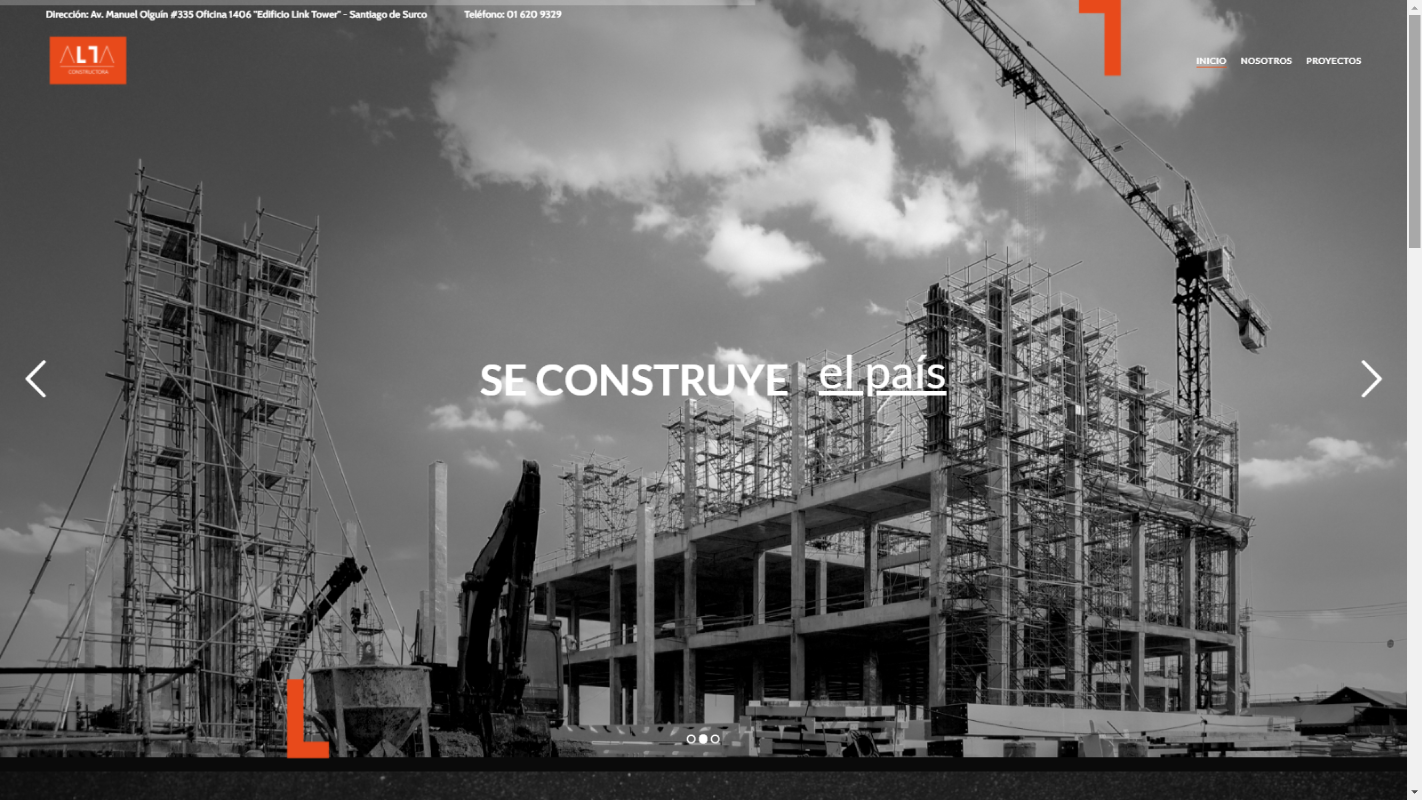 Dirección: Av. Manuel Olguín #335 Oficina 1406 "Edificio Link Tower" - Santiago de Surco Teléfono: 01 620 9329
ALTA
CONSTRUCTORA
INICIO NOSOTROS PROYECTOS
SE CONSTRUYE el país